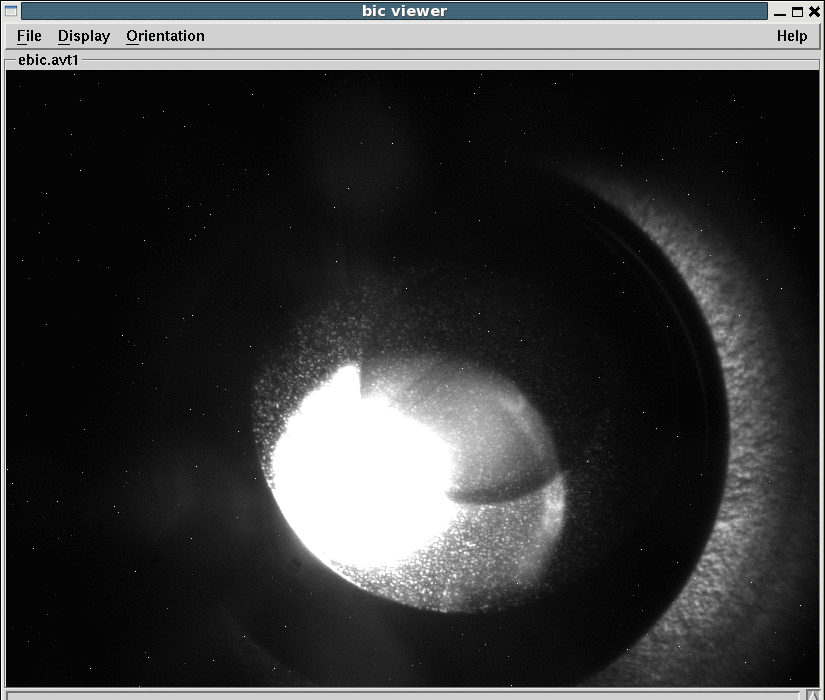 bic viewer
File Display Orientation Help
ebic.avt1